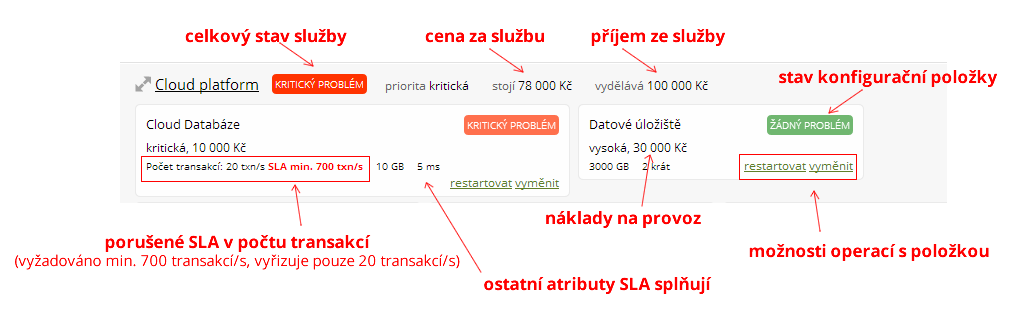 celkový stav služby
cena za službu
příjem ze služby
stav konfigurační položky
Cloud platform KRITICKÝ PROBLÉM priorita kritická stojí 78 000 Kč vydělává 100 000 Kč
Cloud Databáze KRITICKÝ PROBLÉM
kritická, 10 000 Kč
Počet transakcí: 20 txn/s SLA min. 700 txn/s 10 GB 5 ms
restartovat vyměnit
Datové úložiště ŽÁDNÝ PROBLÉM
vysoká, 30 000 Kč
3000 GB 2 krát
restartovat vyměnit
náklady na provoz
porušené SLA v počtu transakcí
(vyžadováno min. 700 transakcí/s, vyřizuje pouze 20 transakcí/s)
možnosti operací s položkou
ostatní atributy SLA splňují